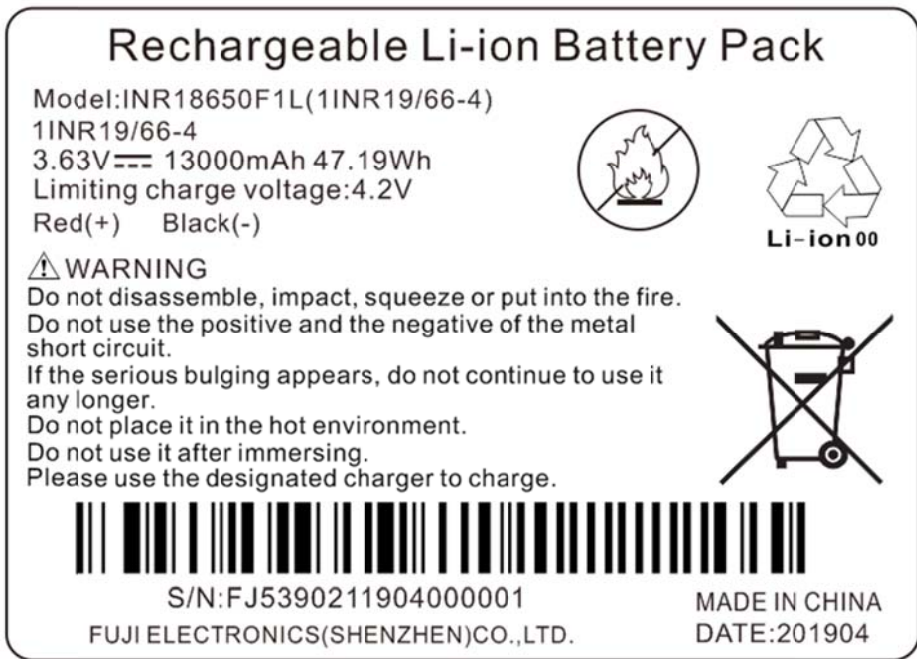 Rechargeable Li-ion Battery Pack
Model:INR18650F1L(1INR19/66-4)
1INR19/66-4
3.63V⎓ 13000mAh 47.19Wh
Limiting charge voltage:4.2V
Red(+) Black(-)
Li-ion 00
⚠ WARNING
Do not disassemble, impact, squeeze or put into the fire.
Do not use the positive and the negative of the metal
short circuit.
If the serious bulging appears, do not continue to use it
any longer.
Do not place it in the hot environment.
Do not use it after immersing.
Please use the designated charger to charge.
S/N:FJ5390211904000001
FUJI ELECTRONICS(SHENZHEN)CO.,LTD.
MADE IN CHINA
DATE:201904